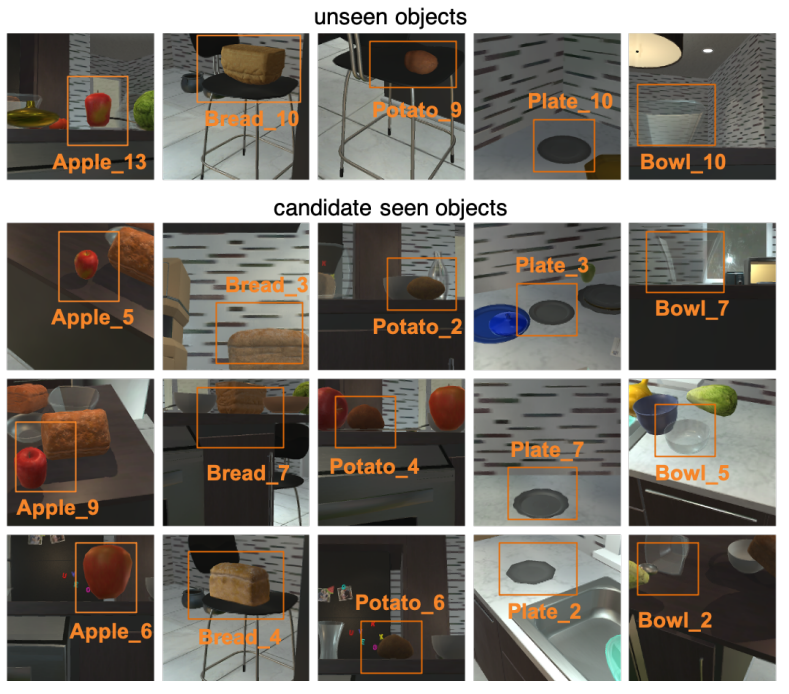 unseen objects
Apple_13
Bread_10
Potato_9
Plate_10
Bowl_10
candidate seen objects
Apple_5
Bread_3
Potato_2
Plate_3
Bowl_7
Apple_9
Bread_7
Potato_4
Plate_7
Bowl_5
Apple_6
Bread_4
Potato_6
Plate_2
Bowl_2